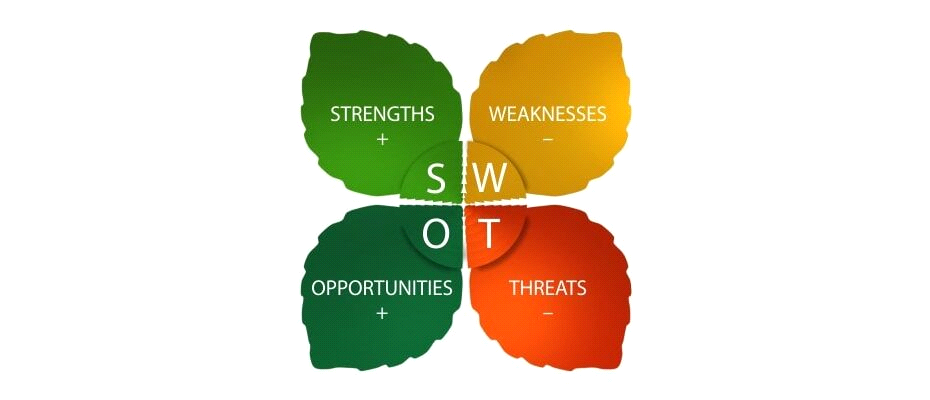 STRENGTHS
+
WEAKNESSES
–
S W
O T
OPPORTUNITIES
+
THREATS
–